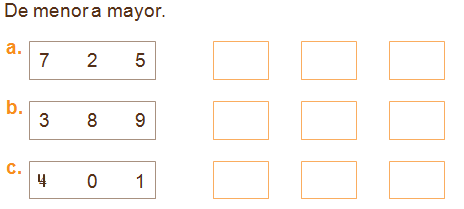 De menor a mayor.
a. 7 2 5
b. 3 8 9
c. 4 0 1